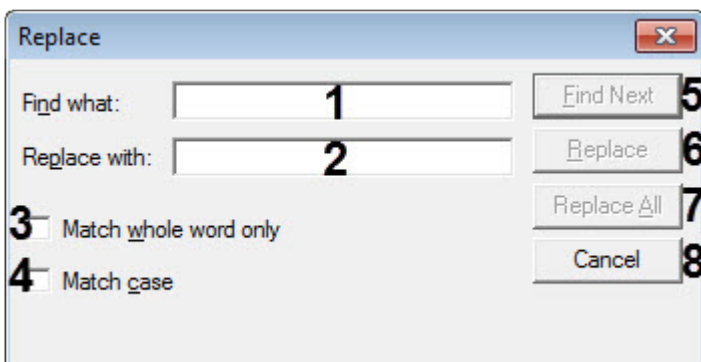 Replace
Find what: 1
Find Next 5
Replace with: 2
Replace 6
3 Match whole word only
Replace All 7
4 Match case
Cancel 8